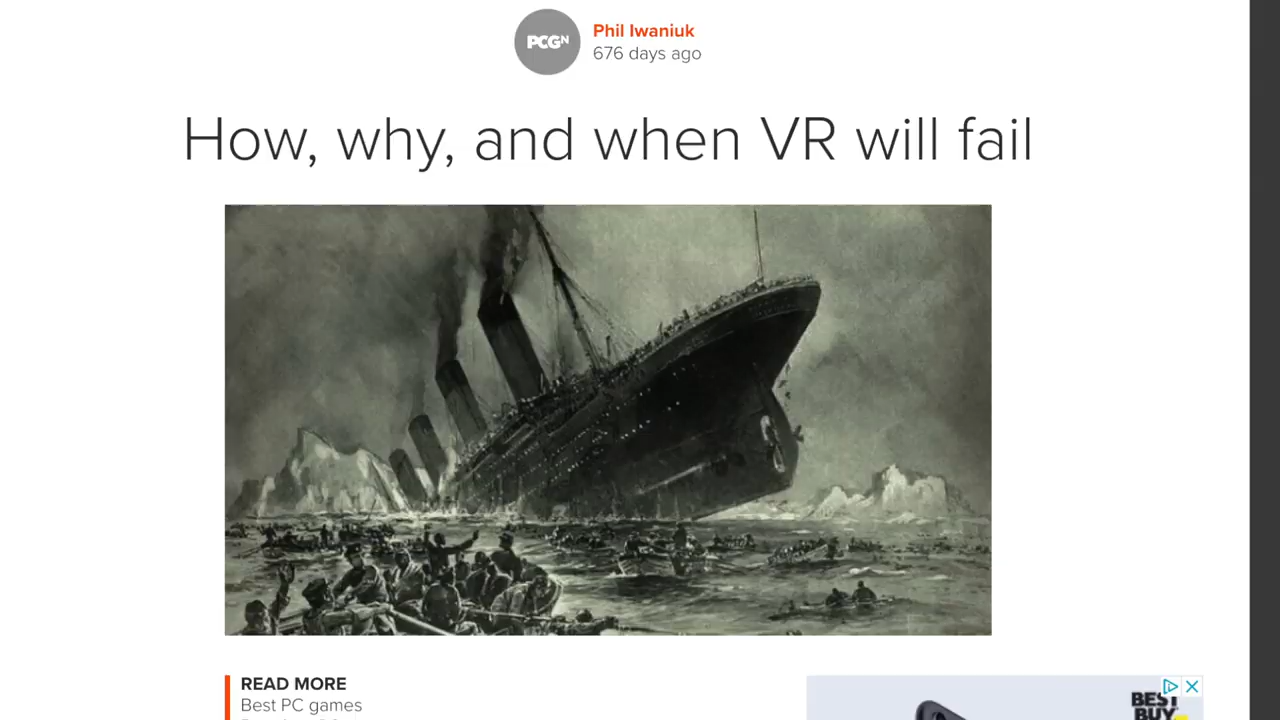 PCGN
Phil Iwaniuk
676 days ago
How, why, and when VR will fail
READ MORE
Best PC games
BEST
BUY